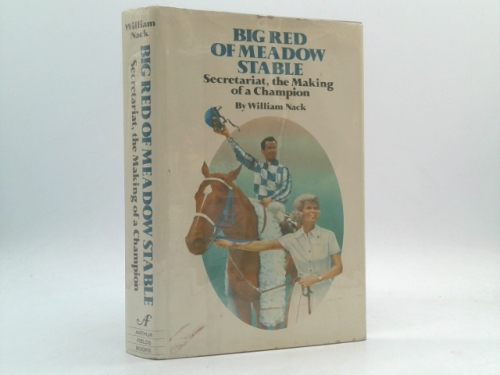 William Nack
BIG RED OF MEADOW STABLE
Secretariat, the Making of a Champion
AF
ARTHUR
FIELDS
BOOKS
BIG RED
OF MEADOW
STABLE
Secretariat, the Making
of a Champion
By William Nack